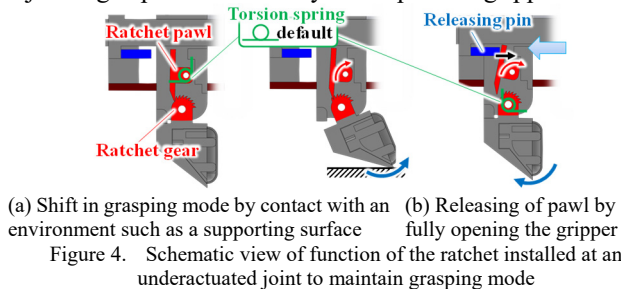 Torsion spring
Ratchet pawl
default
Releasing pin
Ratchet gear
(a) Shift in grasping mode by contact with an
environment such as a supporting surface
(b) Releasing of pawl by
fully opening the gripper
Figure 4. Schematic view of function of the ratchet installed at an
underactuated joint to maintain grasping mode